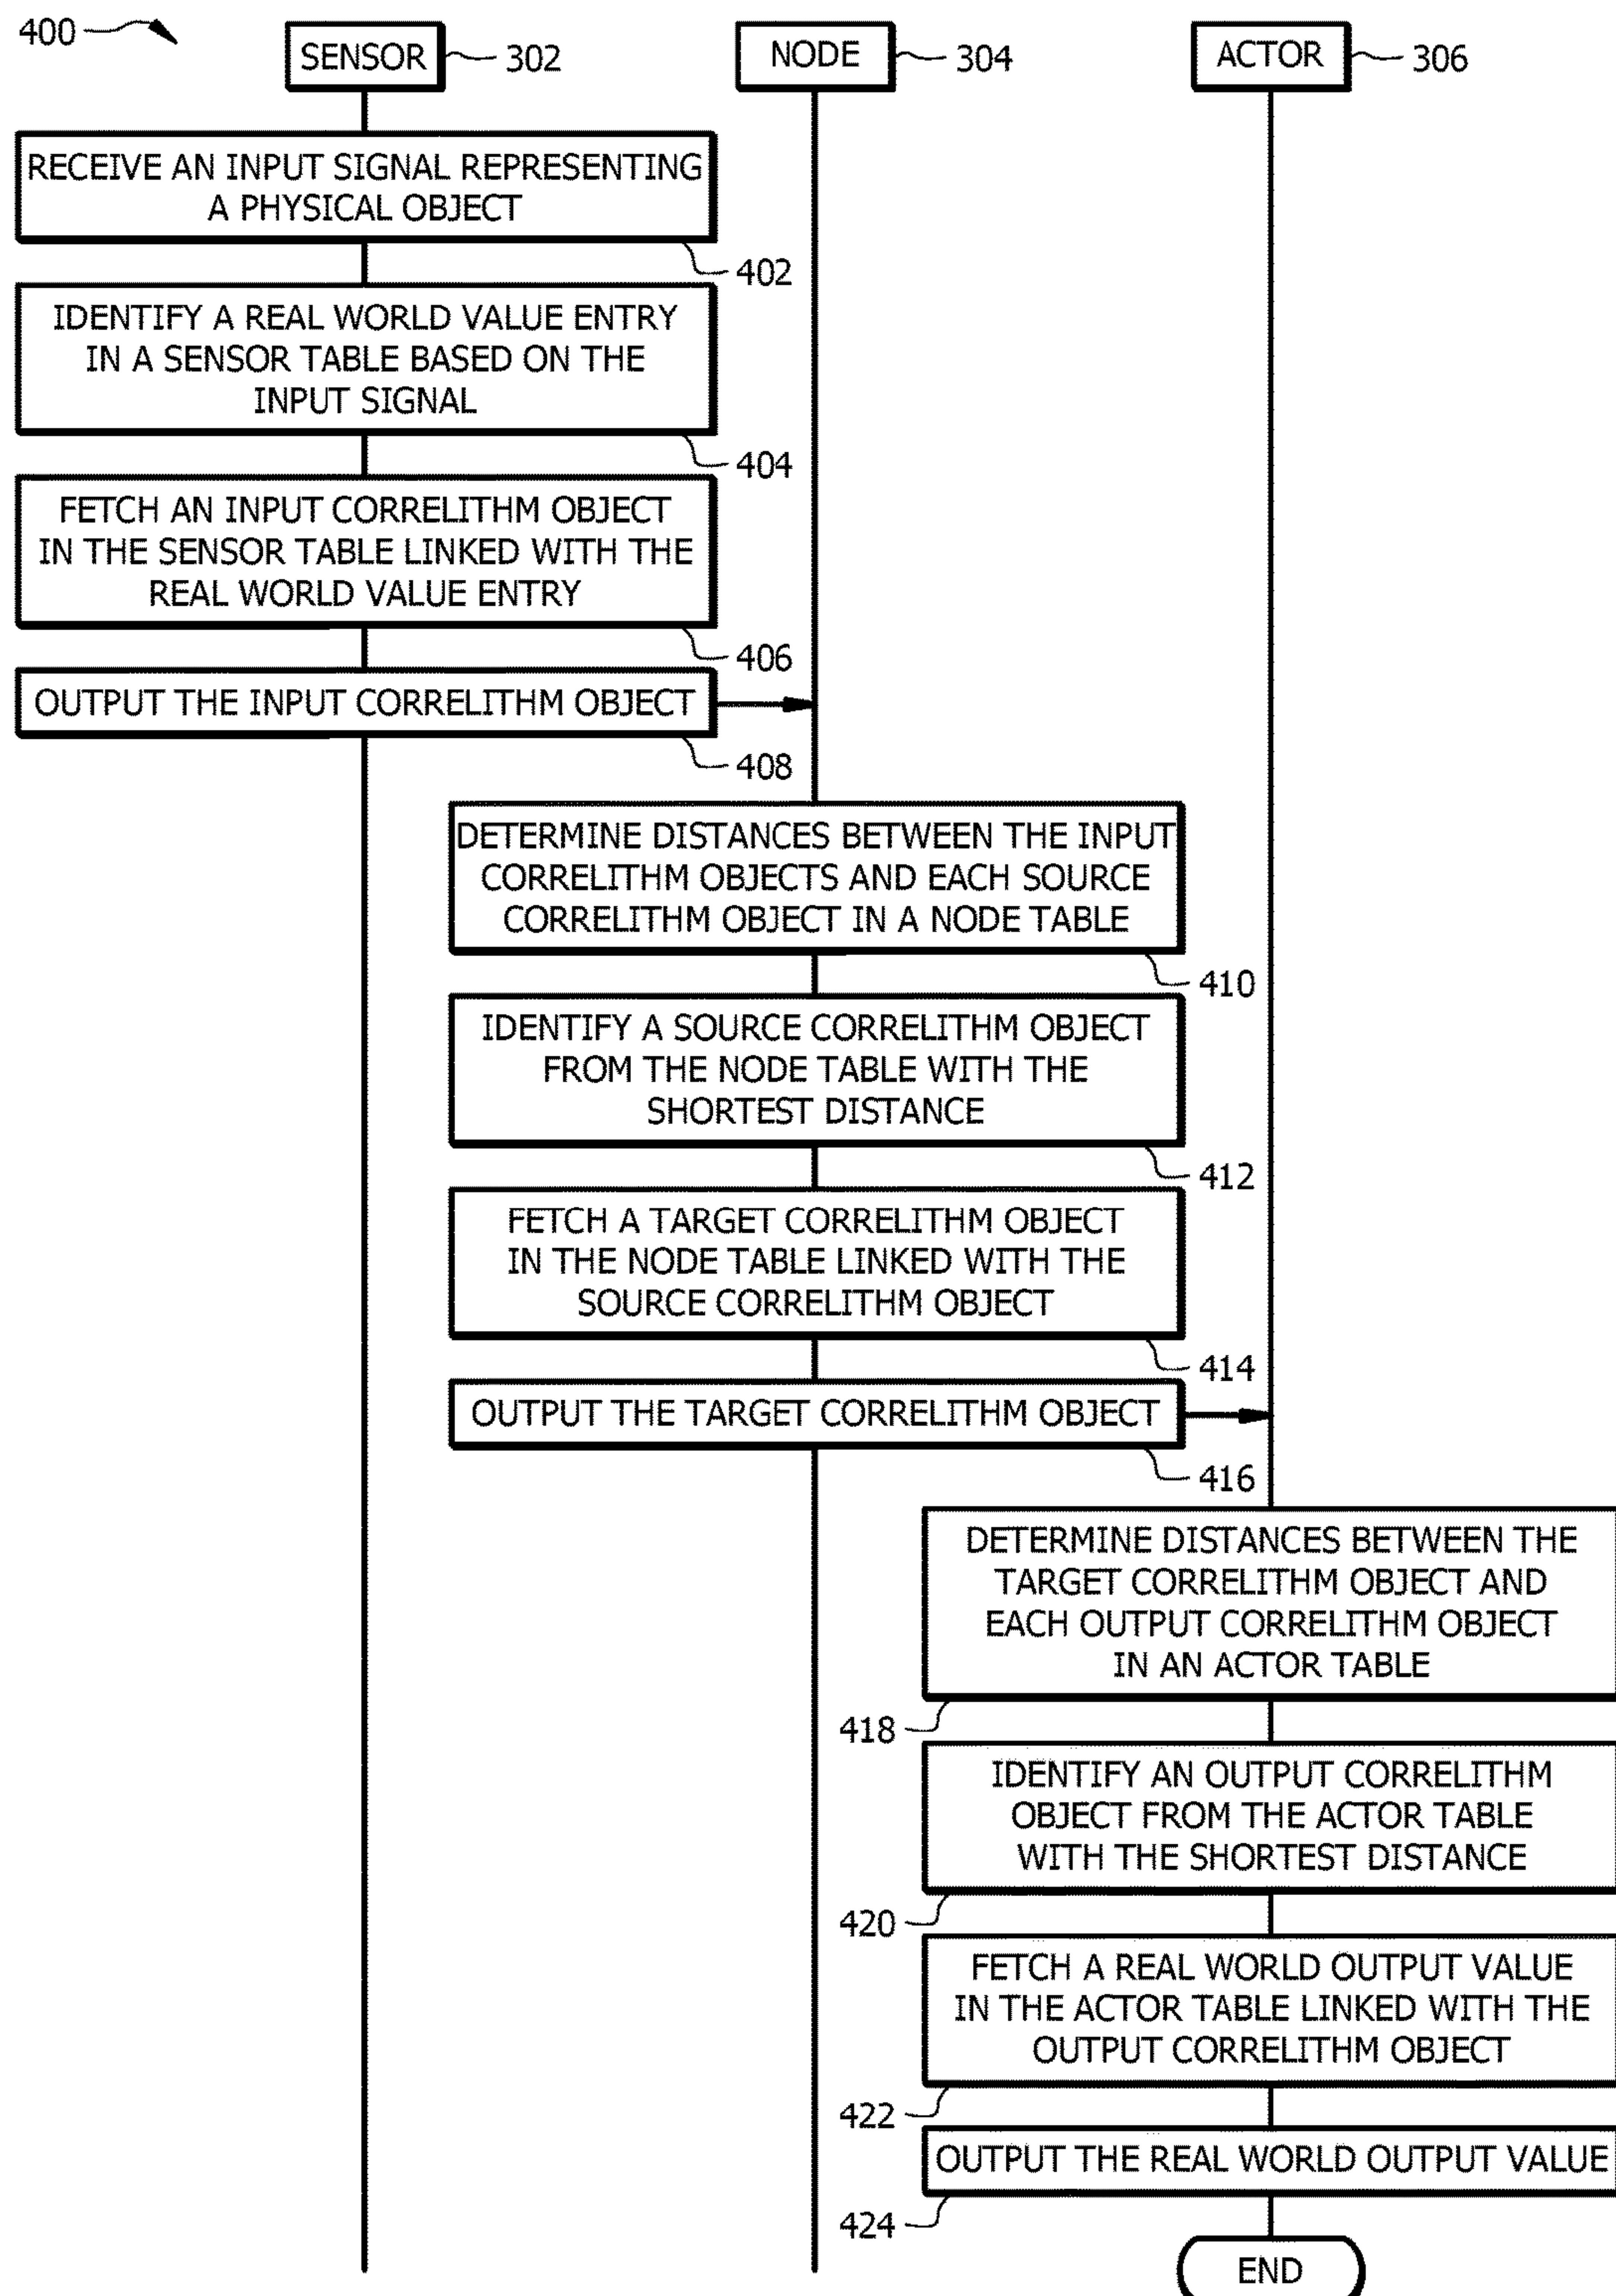 400
SENSOR
302
NODE
304
ACTOR
306
RECEIVE AN INPUT SIGNAL REPRESENTING
A PHYSICAL OBJECT
402
IDENTIFY A REAL WORLD VALUE ENTRY
IN A SENSOR TABLE BASED ON THE
INPUT SIGNAL
404
FETCH AN INPUT CORRELITHM OBJECT
IN THE SENSOR TABLE LINKED WITH THE
REAL WORLD VALUE ENTRY
406
OUTPUT THE INPUT CORRELITHM OBJECT
408
DETERMINE DISTANCES BETWEEN THE INPUT
CORRELITHM OBJECTS AND EACH SOURCE
CORRELITHM OBJECT IN A NODE TABLE
410
IDENTIFY A SOURCE CORRELITHM OBJECT
FROM THE NODE TABLE WITH THE
SHORTEST DISTANCE
412
FETCH A TARGET CORRELITHM OBJECT
IN THE NODE TABLE LINKED WITH THE
SOURCE CORRELITHM OBJECT
414
OUTPUT THE TARGET CORRELITHM OBJECT
416
DETERMINE DISTANCES BETWEEN THE
TARGET CORRELITHM OBJECT AND
EACH OUTPUT CORRELITHM OBJECT
IN AN ACTOR TABLE
418
IDENTIFY AN OUTPUT CORRELITHM
OBJECT FROM THE ACTOR TABLE
WITH THE SHORTEST DISTANCE
420
FETCH A REAL WORLD OUTPUT VALUE
IN THE ACTOR TABLE LINKED WITH THE
OUTPUT CORRELITHM OBJECT
422
OUTPUT THE REAL WORLD OUTPUT VALUE
424
END